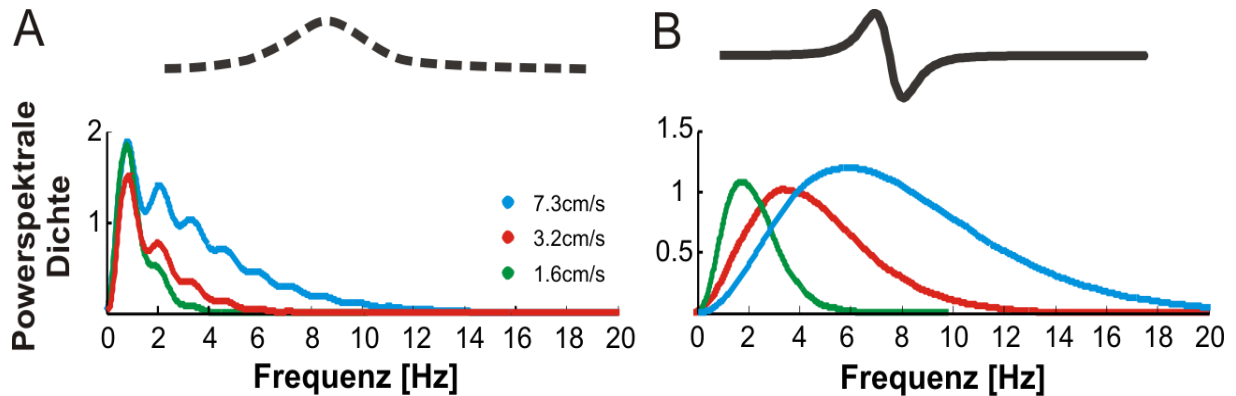 A
B
Powerspektrale
Dichte
2
1
7.3cm/s
3.2cm/s
1.6cm/s
0 2 4 6 8 10 12 14 16 18 20
Frequenz [Hz]
1.5
1
0.5
0 2 4 6 8 10 12 14 16 18 20
Frequenz [Hz]